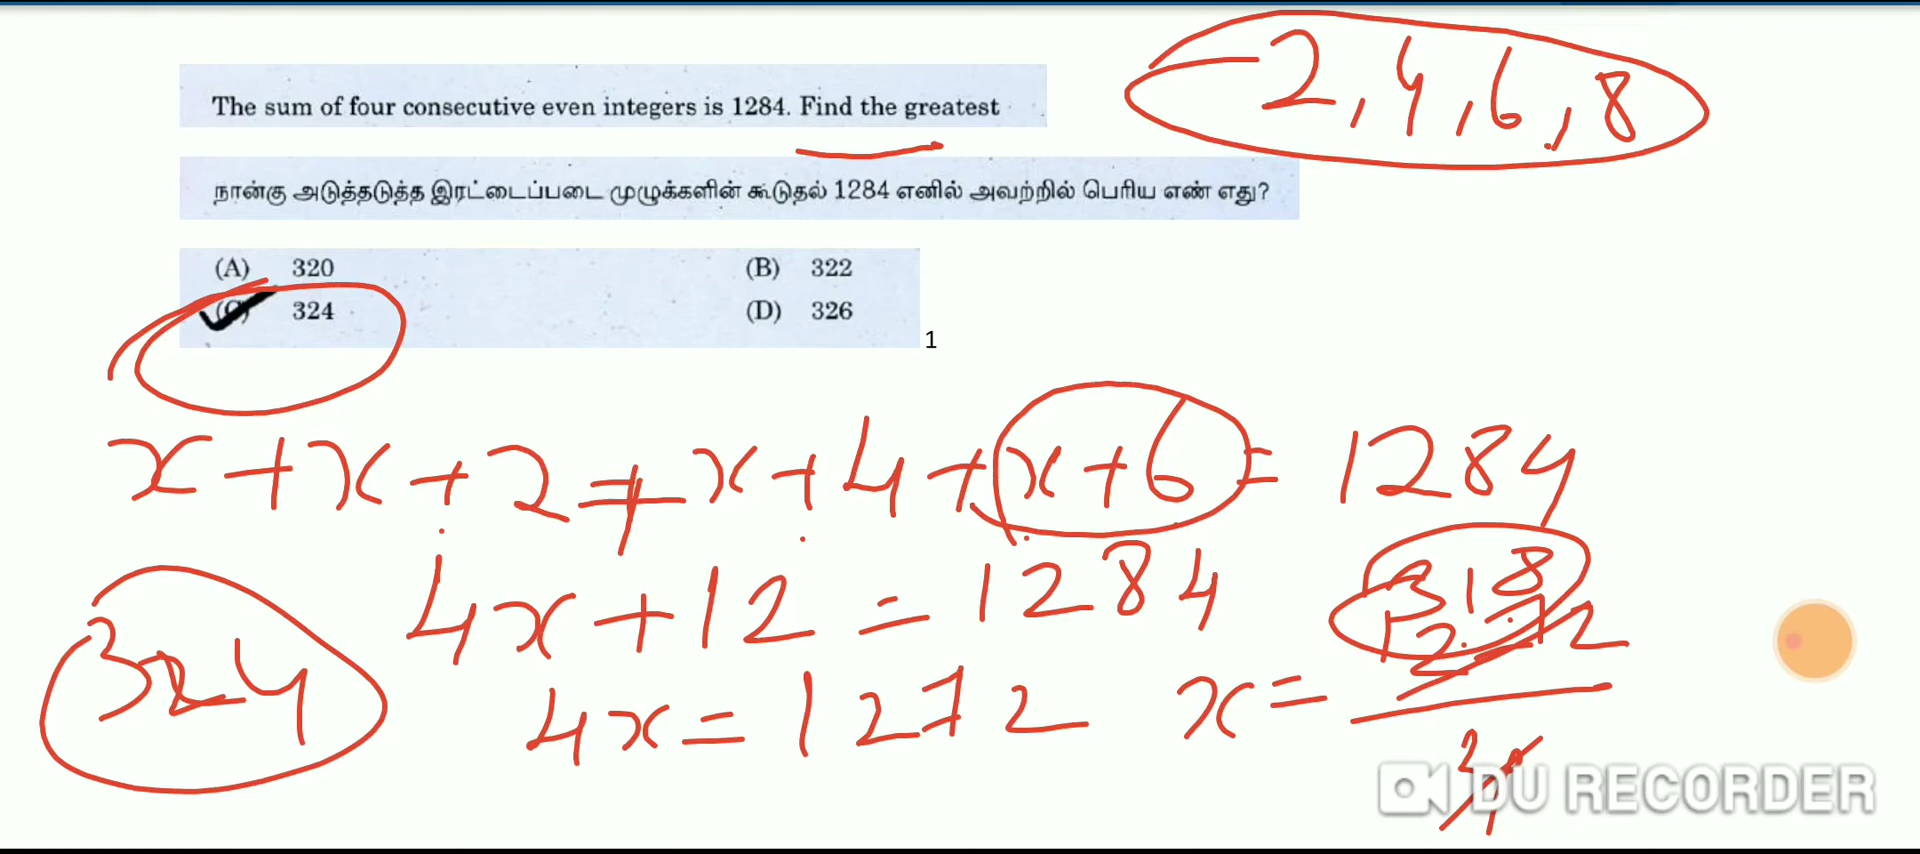 2, 4, 6, 8
The sum of four consecutive even integers is 1284. Find the greatest
நான்கு அடுத்தடுத்த இரட்டைப்படை முழுக்களின் கூடுதல் 1284 எனில் அவற்றில் பெரிய எண் எது?
(A) 320 (B) 322
(C) 324 (D) 326
1
x + x + 2 + x + 4 + x + 6 = 1284
4x + 12 = 1284
318
324
4x = 1272 x = 1272
2
DU RECORDER